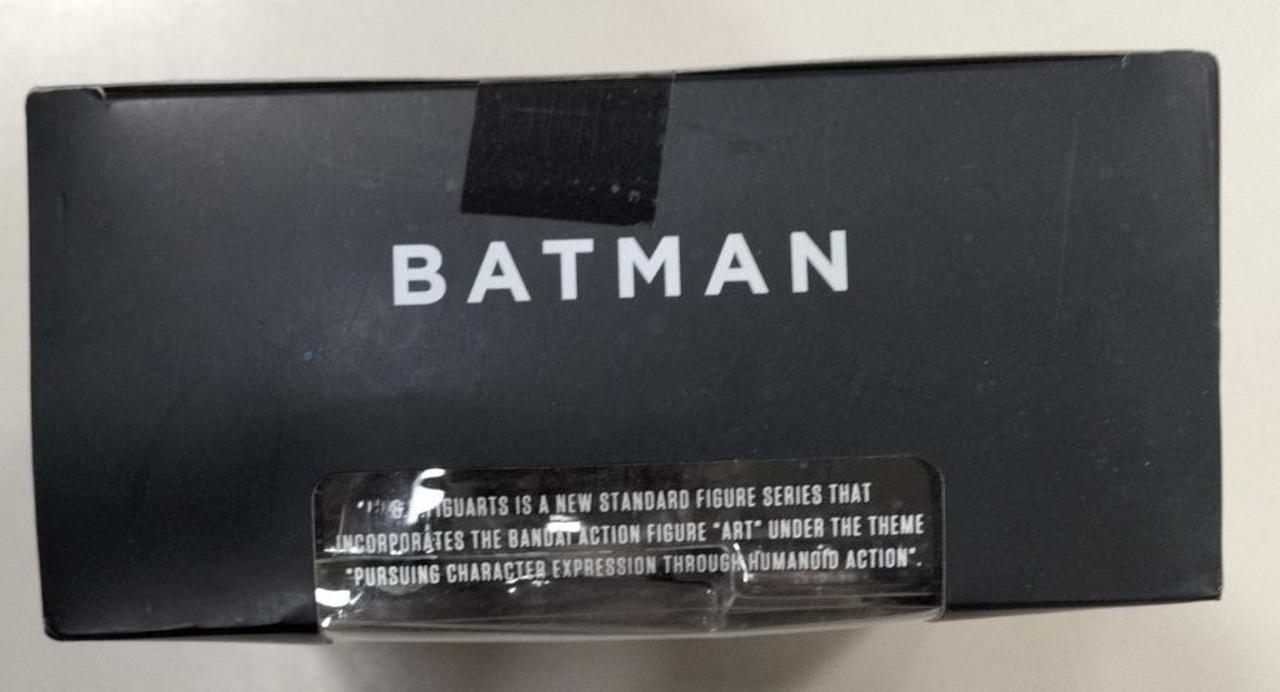 BATMAN
IS A NEW STANDARD FIGURE SERIES THAT
INCORPORATES THE BANDAI ACTION FIGURE "ART" UNDER THE THEME
"PURSUING CHARACTER EXPRESSION THROUGH HUMANOID ACTION".